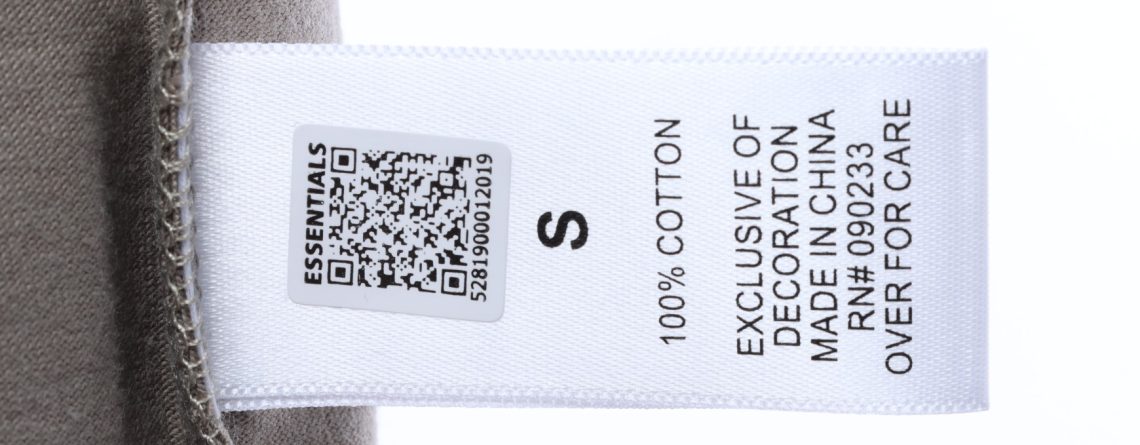 ESSENTIALS
5281900012019
S
100% COTTON
EXCLUSIVE OF
DECORATION
MADE IN CHINA
RN# 090233
OVER FOR CARE